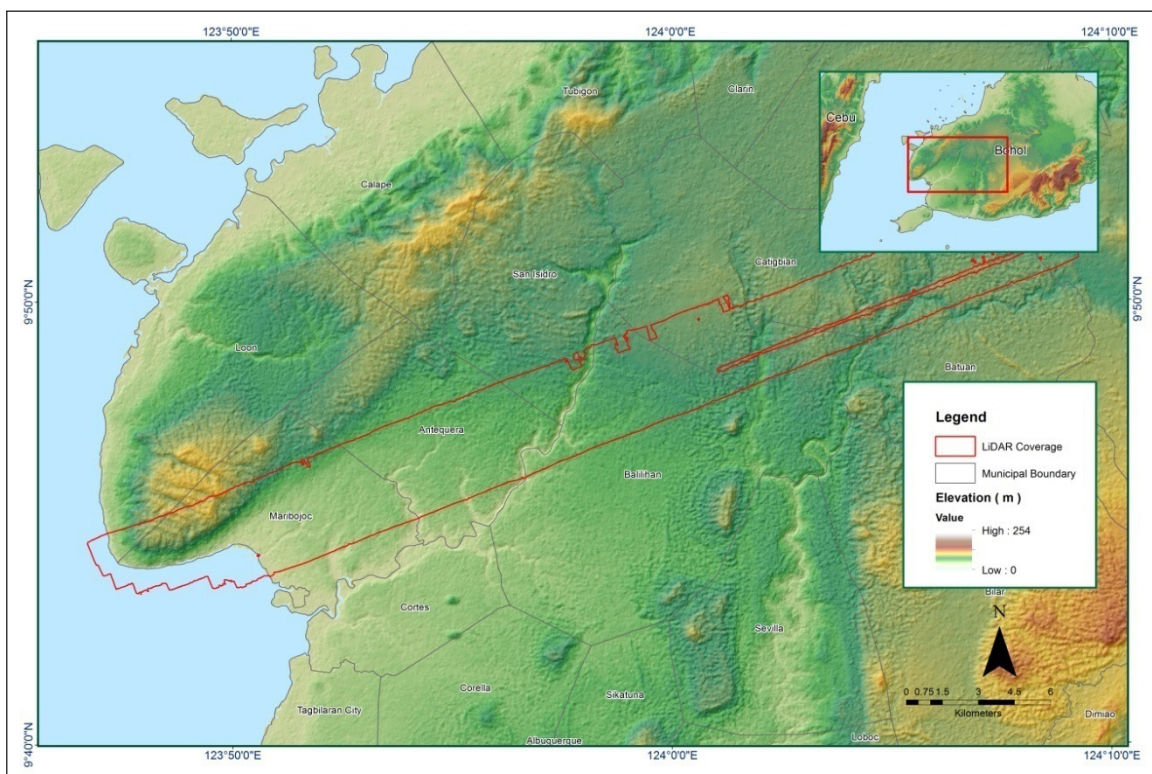 123°50'0"E
124°0'0"E
124°10'0"E
Tubigon
Clarin
Cebu
Bohol
Calape
San Isidro
Catigbian
9°50'0"N
9°50'0"N
Loon
Batuan
Antequera
Balilihan
Maribojoc
Legend
LiDAR Coverage
Municipal Boundary
Elevation ( m )
Value
High : 254
Low : 0
Bilar
N
Cortes
Sevilla
Corella
Sikatuna
Tagbilaran City
0 0.75 1.5 3 4.5 6
Kilometers
Dimiao
Loboc
Albuquerque
9°40'0"N
9°40'0"N
123°50'0"E
124°0'0"E
124°10'0"E